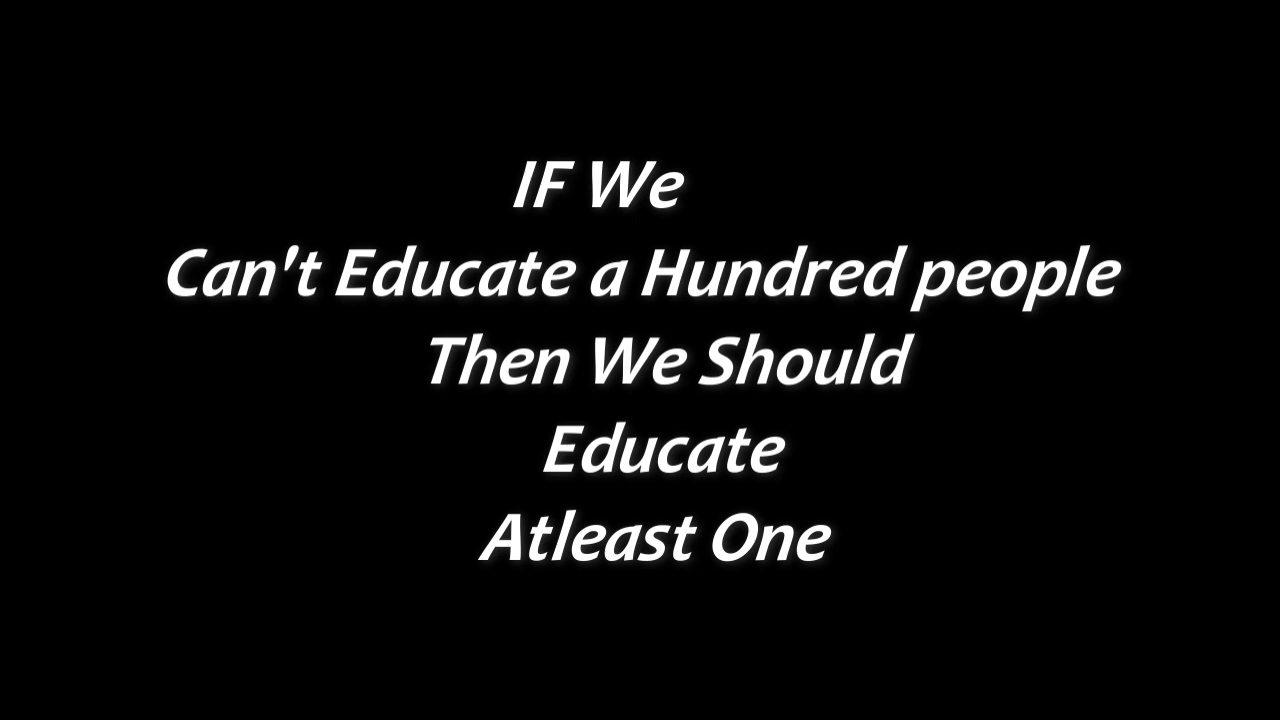 IF We
Can't Educate a Hundred people
Then We Should
Educate
Atleast One